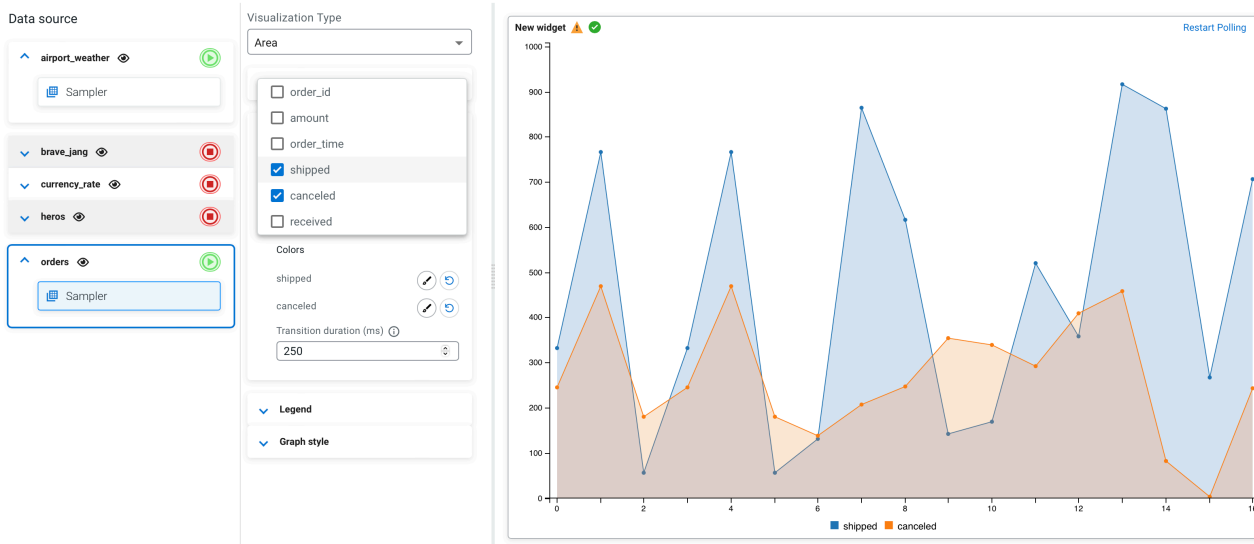 Data source
airport_weather
Sampler
brave_jang
currency_rate
heros
orders
Sampler
Visualization Type
Area
order_id
amount
order_time
shipped
canceled
received
Colors
shipped
canceled
Transition duration (ms)
250
Legend
Graph style
New widget
Restart Polling
1000
900
800
700
600
500
400
300
200
100
0
0 2 4 6 8 10 12 14 16
shipped canceled